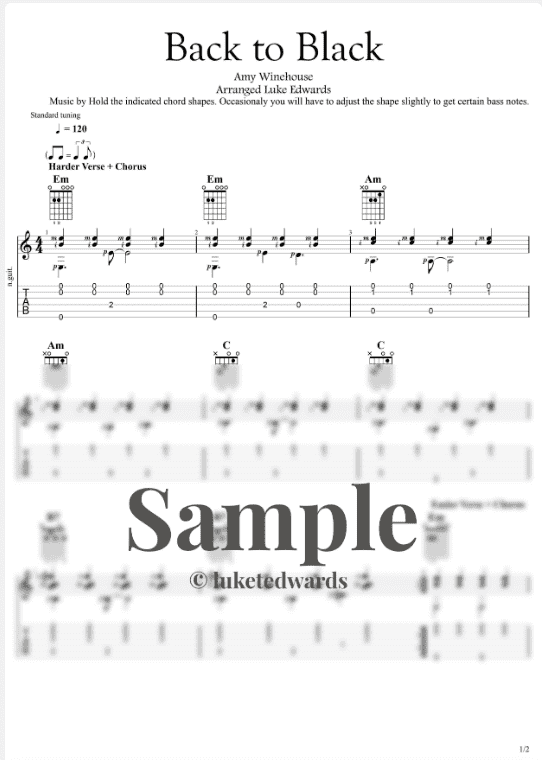 Back to Black
Amy Winehouse
Arranged Luke Edwards
Music by Hold the indicated chord shapes. Occasionaly you will have to adjust the shape slightly to get certain bass notes.
Standard tuning
= 120
Harder Verse + Chorus
Em Em Am
n.guit.
Am C C
Easier Verse + Chorus
Em
Sample
© luketedwards
1/2